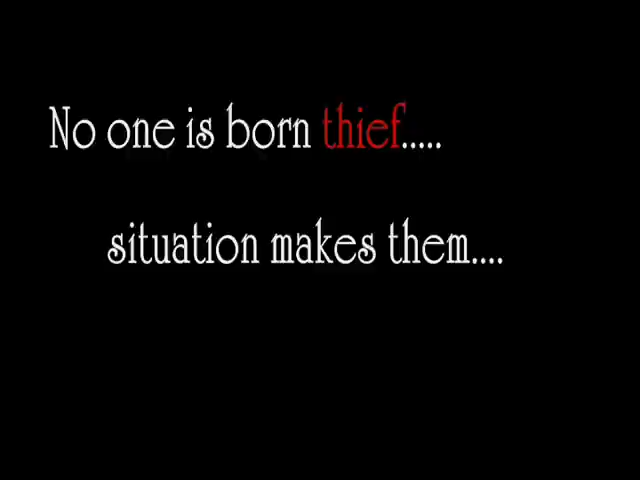 No one is born thief.....
situation makes them....